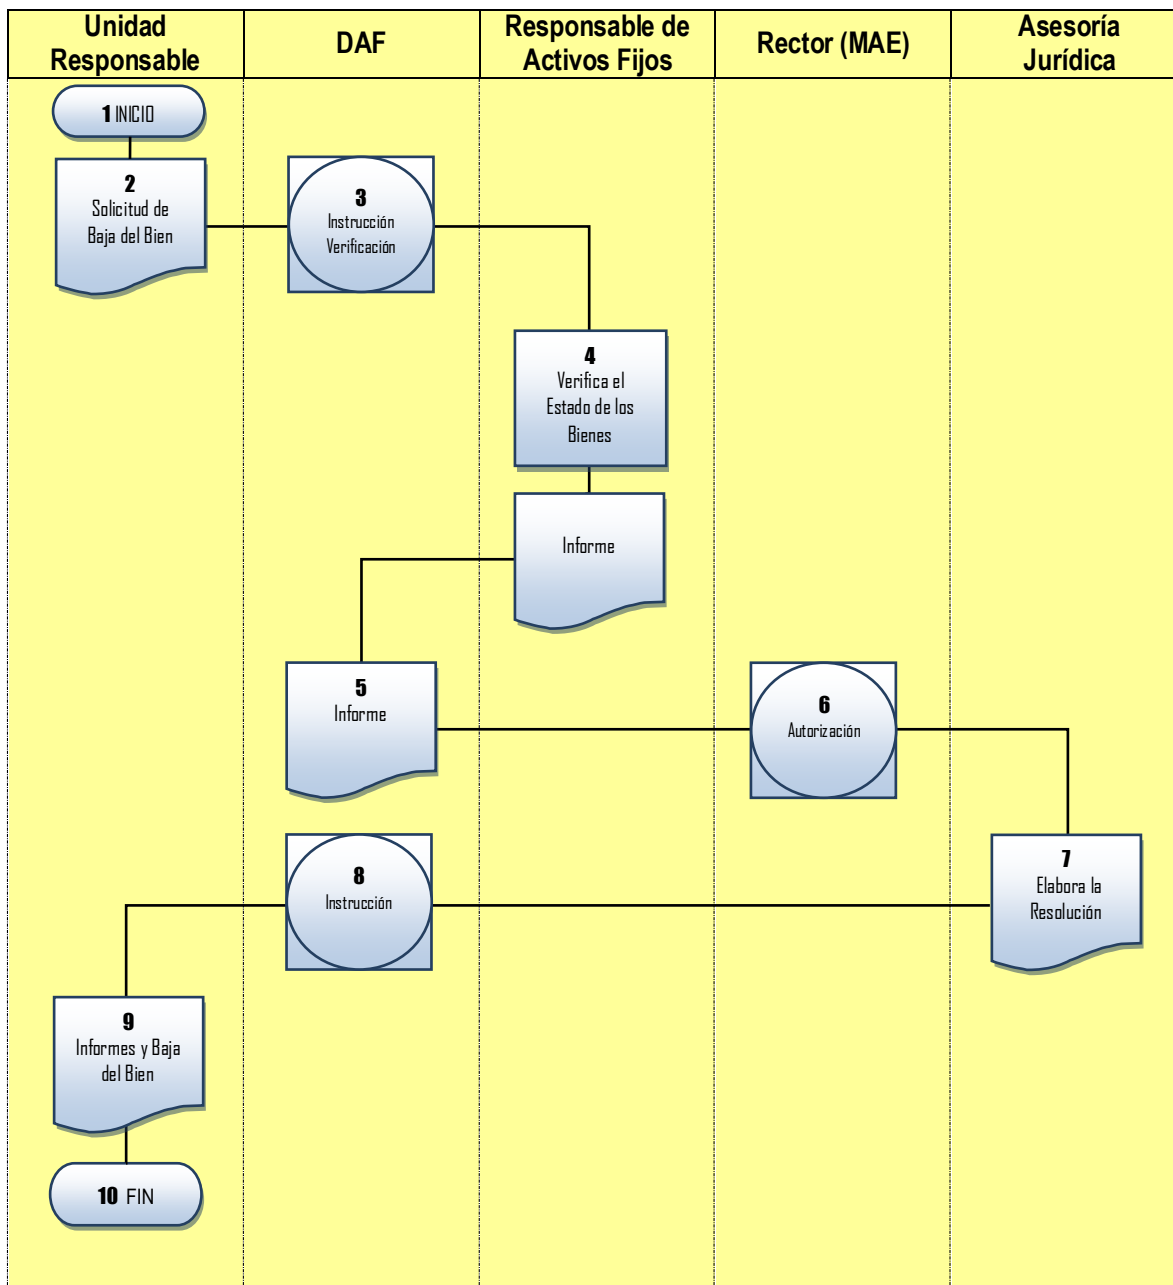 Unidad
Responsable
DAF
Responsable de
Activos Fijos
Rector (MAE)
Asesoría
Jurídica
1 INICIO
2
Solicitud de
Baja del Bien
3
Instrucción
Verificación
4
Verifica el
Estado de los
Bienes
Informe
5
Informe
6
Autorización
7
Elabora la
Resolución
8
Instrucción
9
Informes y Baja
del Bien
10 FIN